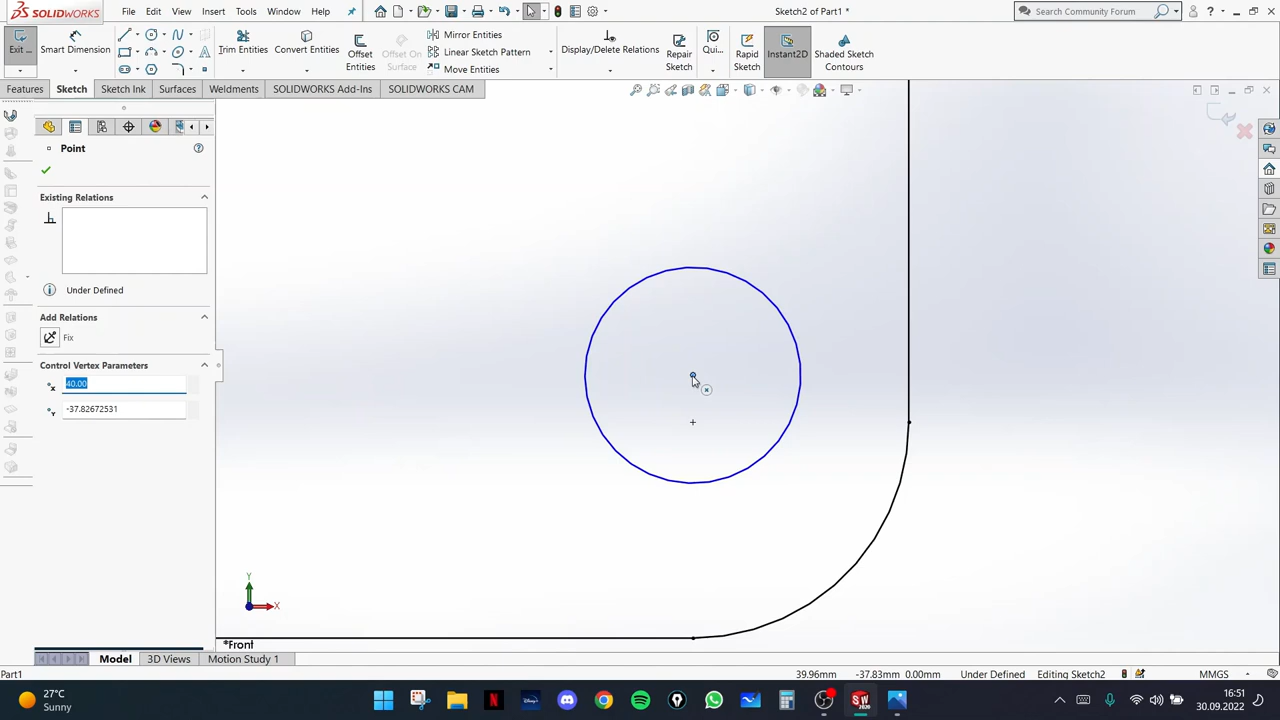 SOLIDWORKS File Edit View Insert Tools Window Help Sketch2 of Part1 * Search Community Forum
Exit ... Smart Dimension Trim Entities Convert Entities Offset Entities Offset On Surface Mirror Entities Linear Sketch Pattern Move Entities Display/Delete Relations Repair Sketch Qui... Rapid Sketch Instant2D Shaded Sketch Contours
Features Sketch Sketch Ink Surfaces Weldments SOLIDWORKS Add-Ins SOLIDWORKS CAM
Point
Existing Relations
Under Defined
Add Relations
Fix
Control Vertex Parameters
40.00
-37.82672531
Y
X
*Front
Model 3D Views Motion Study 1
Part1 39.96mm -37.83mm 0.00mm Under Defined Editing Sketch2 MMGS
27°C
Sunny
16:51
30.09.2022